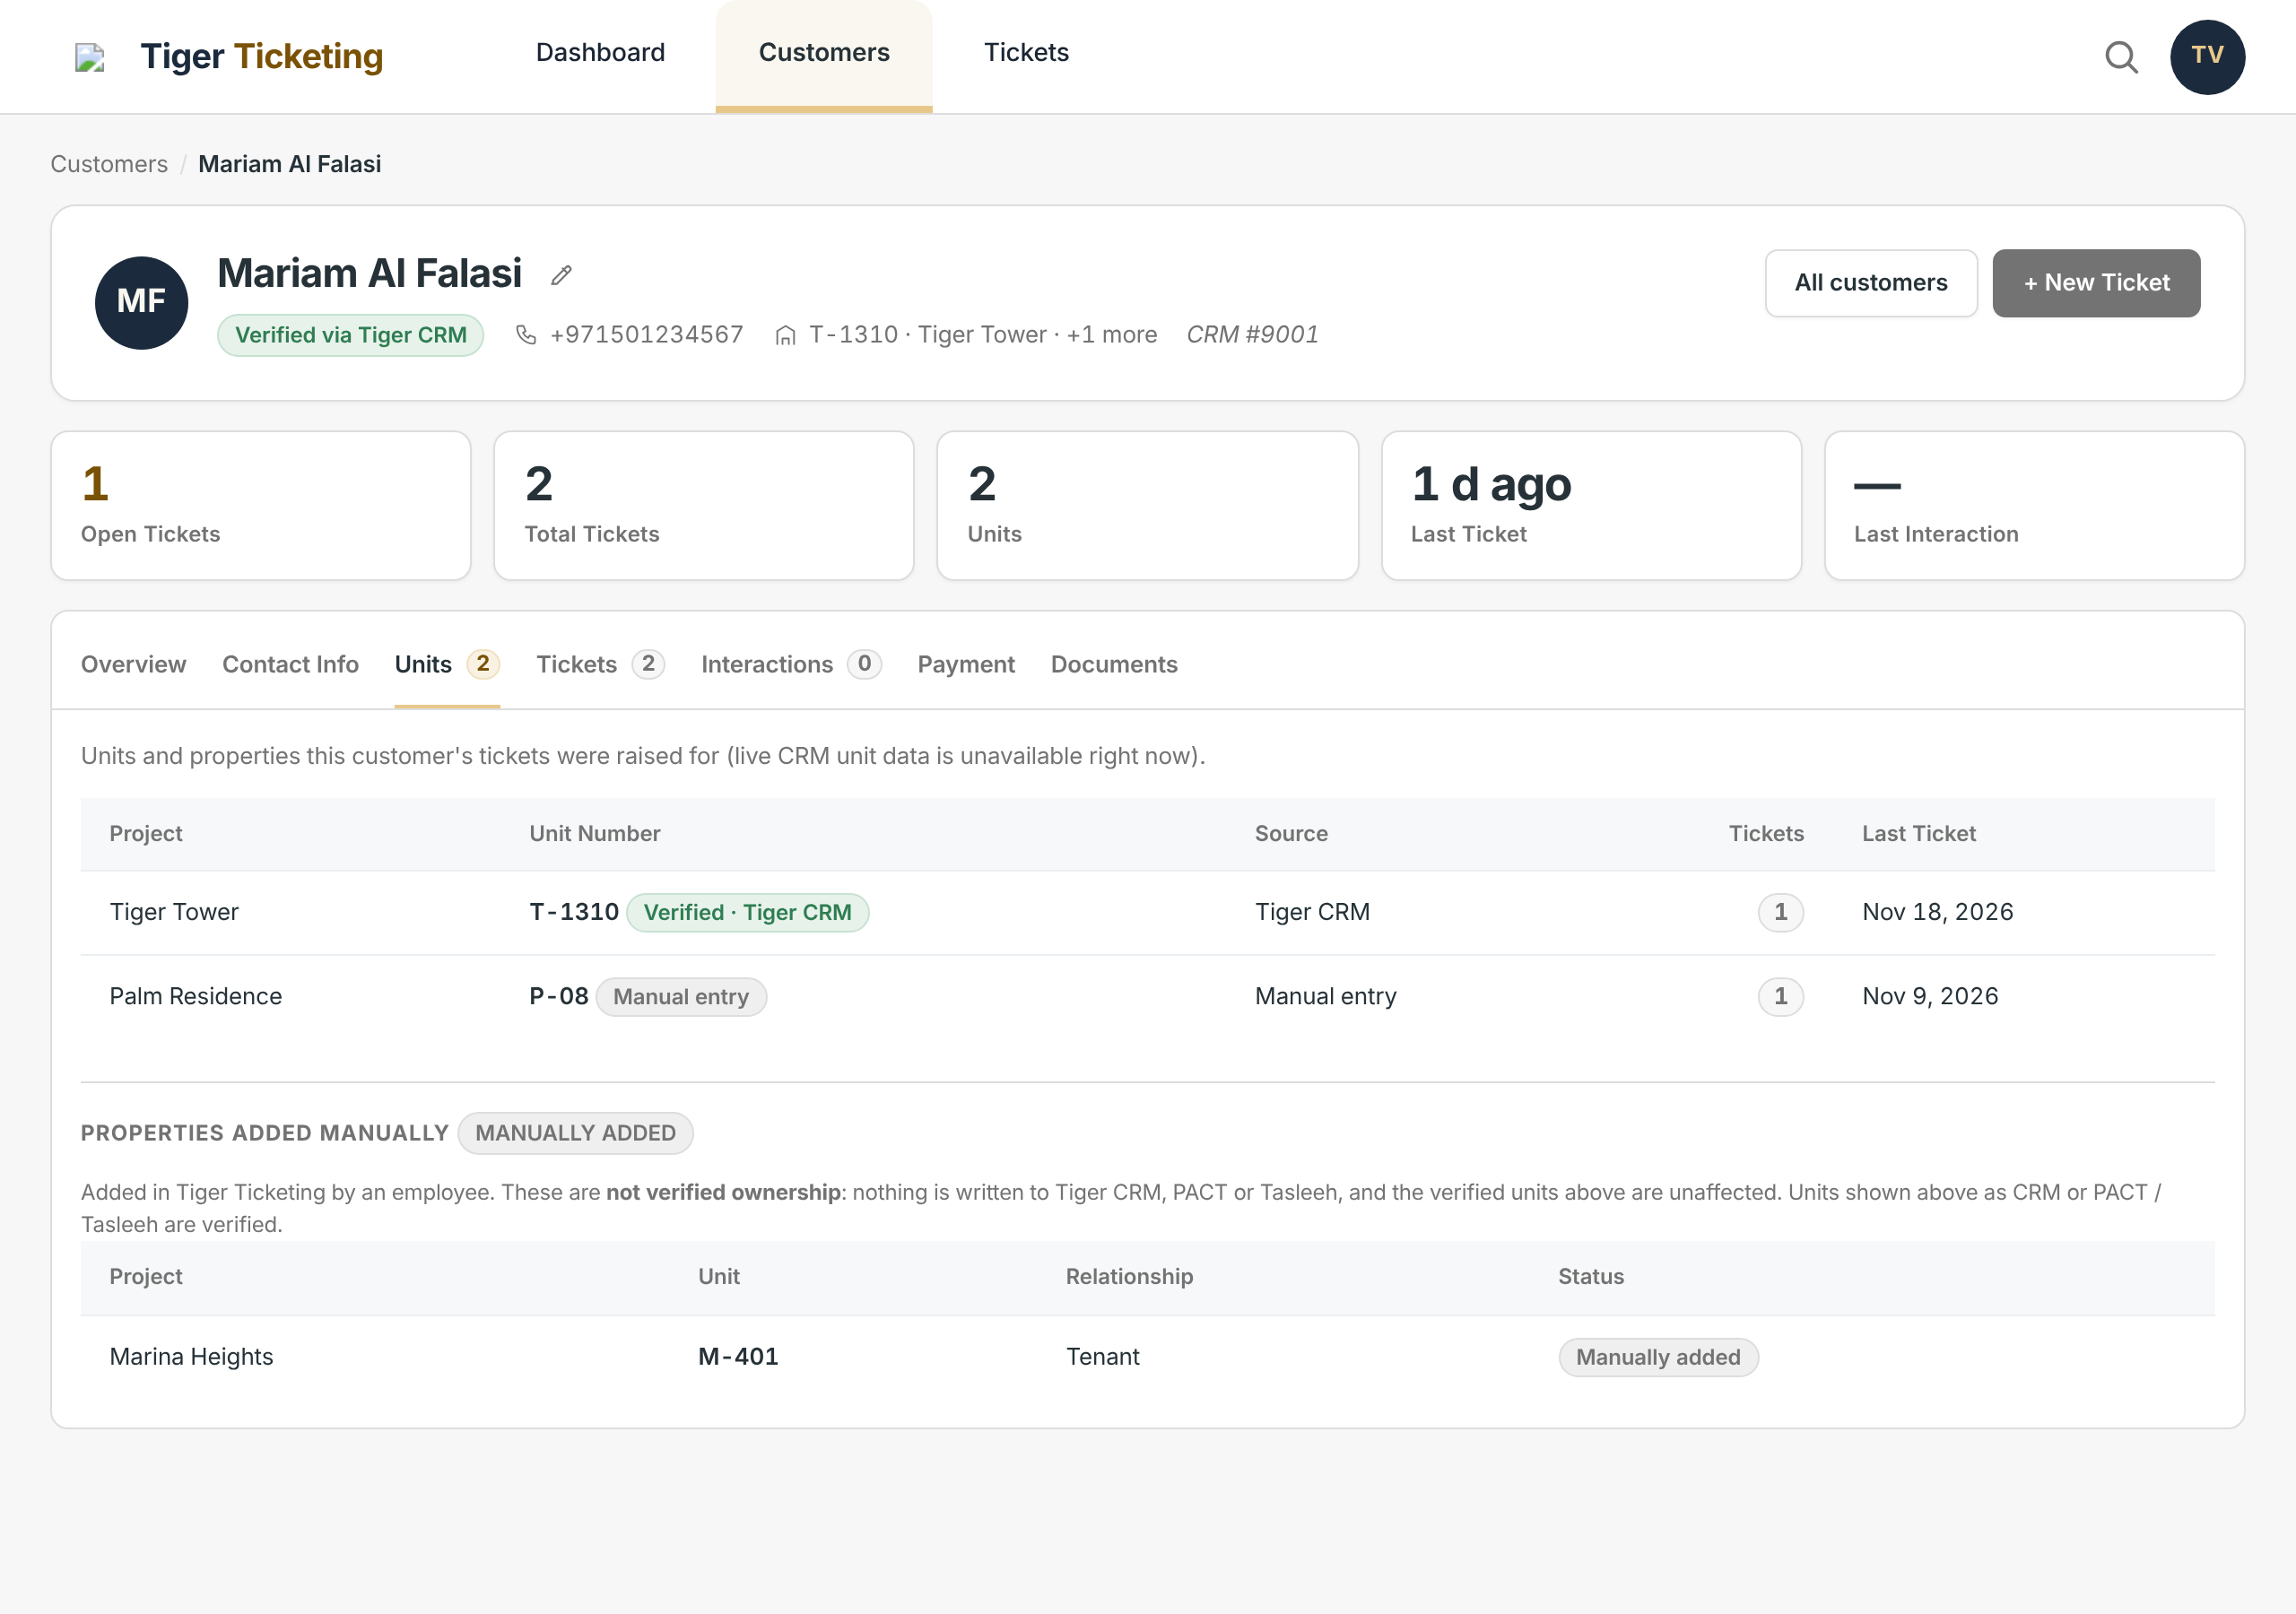 Tiger Ticketing
Dashboard
Customers
Tickets
TV
Customers / Mariam Al Falasi
MF
Mariam Al Falasi
All customers
+ New Ticket
Verified via Tiger CRM
+971501234567
T-1310 · Tiger Tower · +1 more
CRM #9001
1
Open Tickets
2
Total Tickets
2
Units
1 d ago
Last Ticket
—
Last Interaction
Overview
Contact Info
Units 2
Tickets 2
Interactions 0
Payment
Documents
Units and properties this customer's tickets were raised for (live CRM unit data is unavailable right now).
Project Unit Number Source Tickets Last Ticket
Tiger Tower T-1310 Verified · Tiger CRM Tiger CRM 1 Nov 18, 2026
Palm Residence P-08 Manual entry Manual entry 1 Nov 9, 2026
PROPERTIES ADDED MANUALLY MANUALLY ADDED
Added in Tiger Ticketing by an employee. These are not verified ownership: nothing is written to Tiger CRM, PACT or Tasleeh, and the verified units above are unaffected. Units shown above as CRM or PACT /
Tasleeh are verified.
Project Unit Relationship Status
Marina Heights M-401 Tenant Manually added